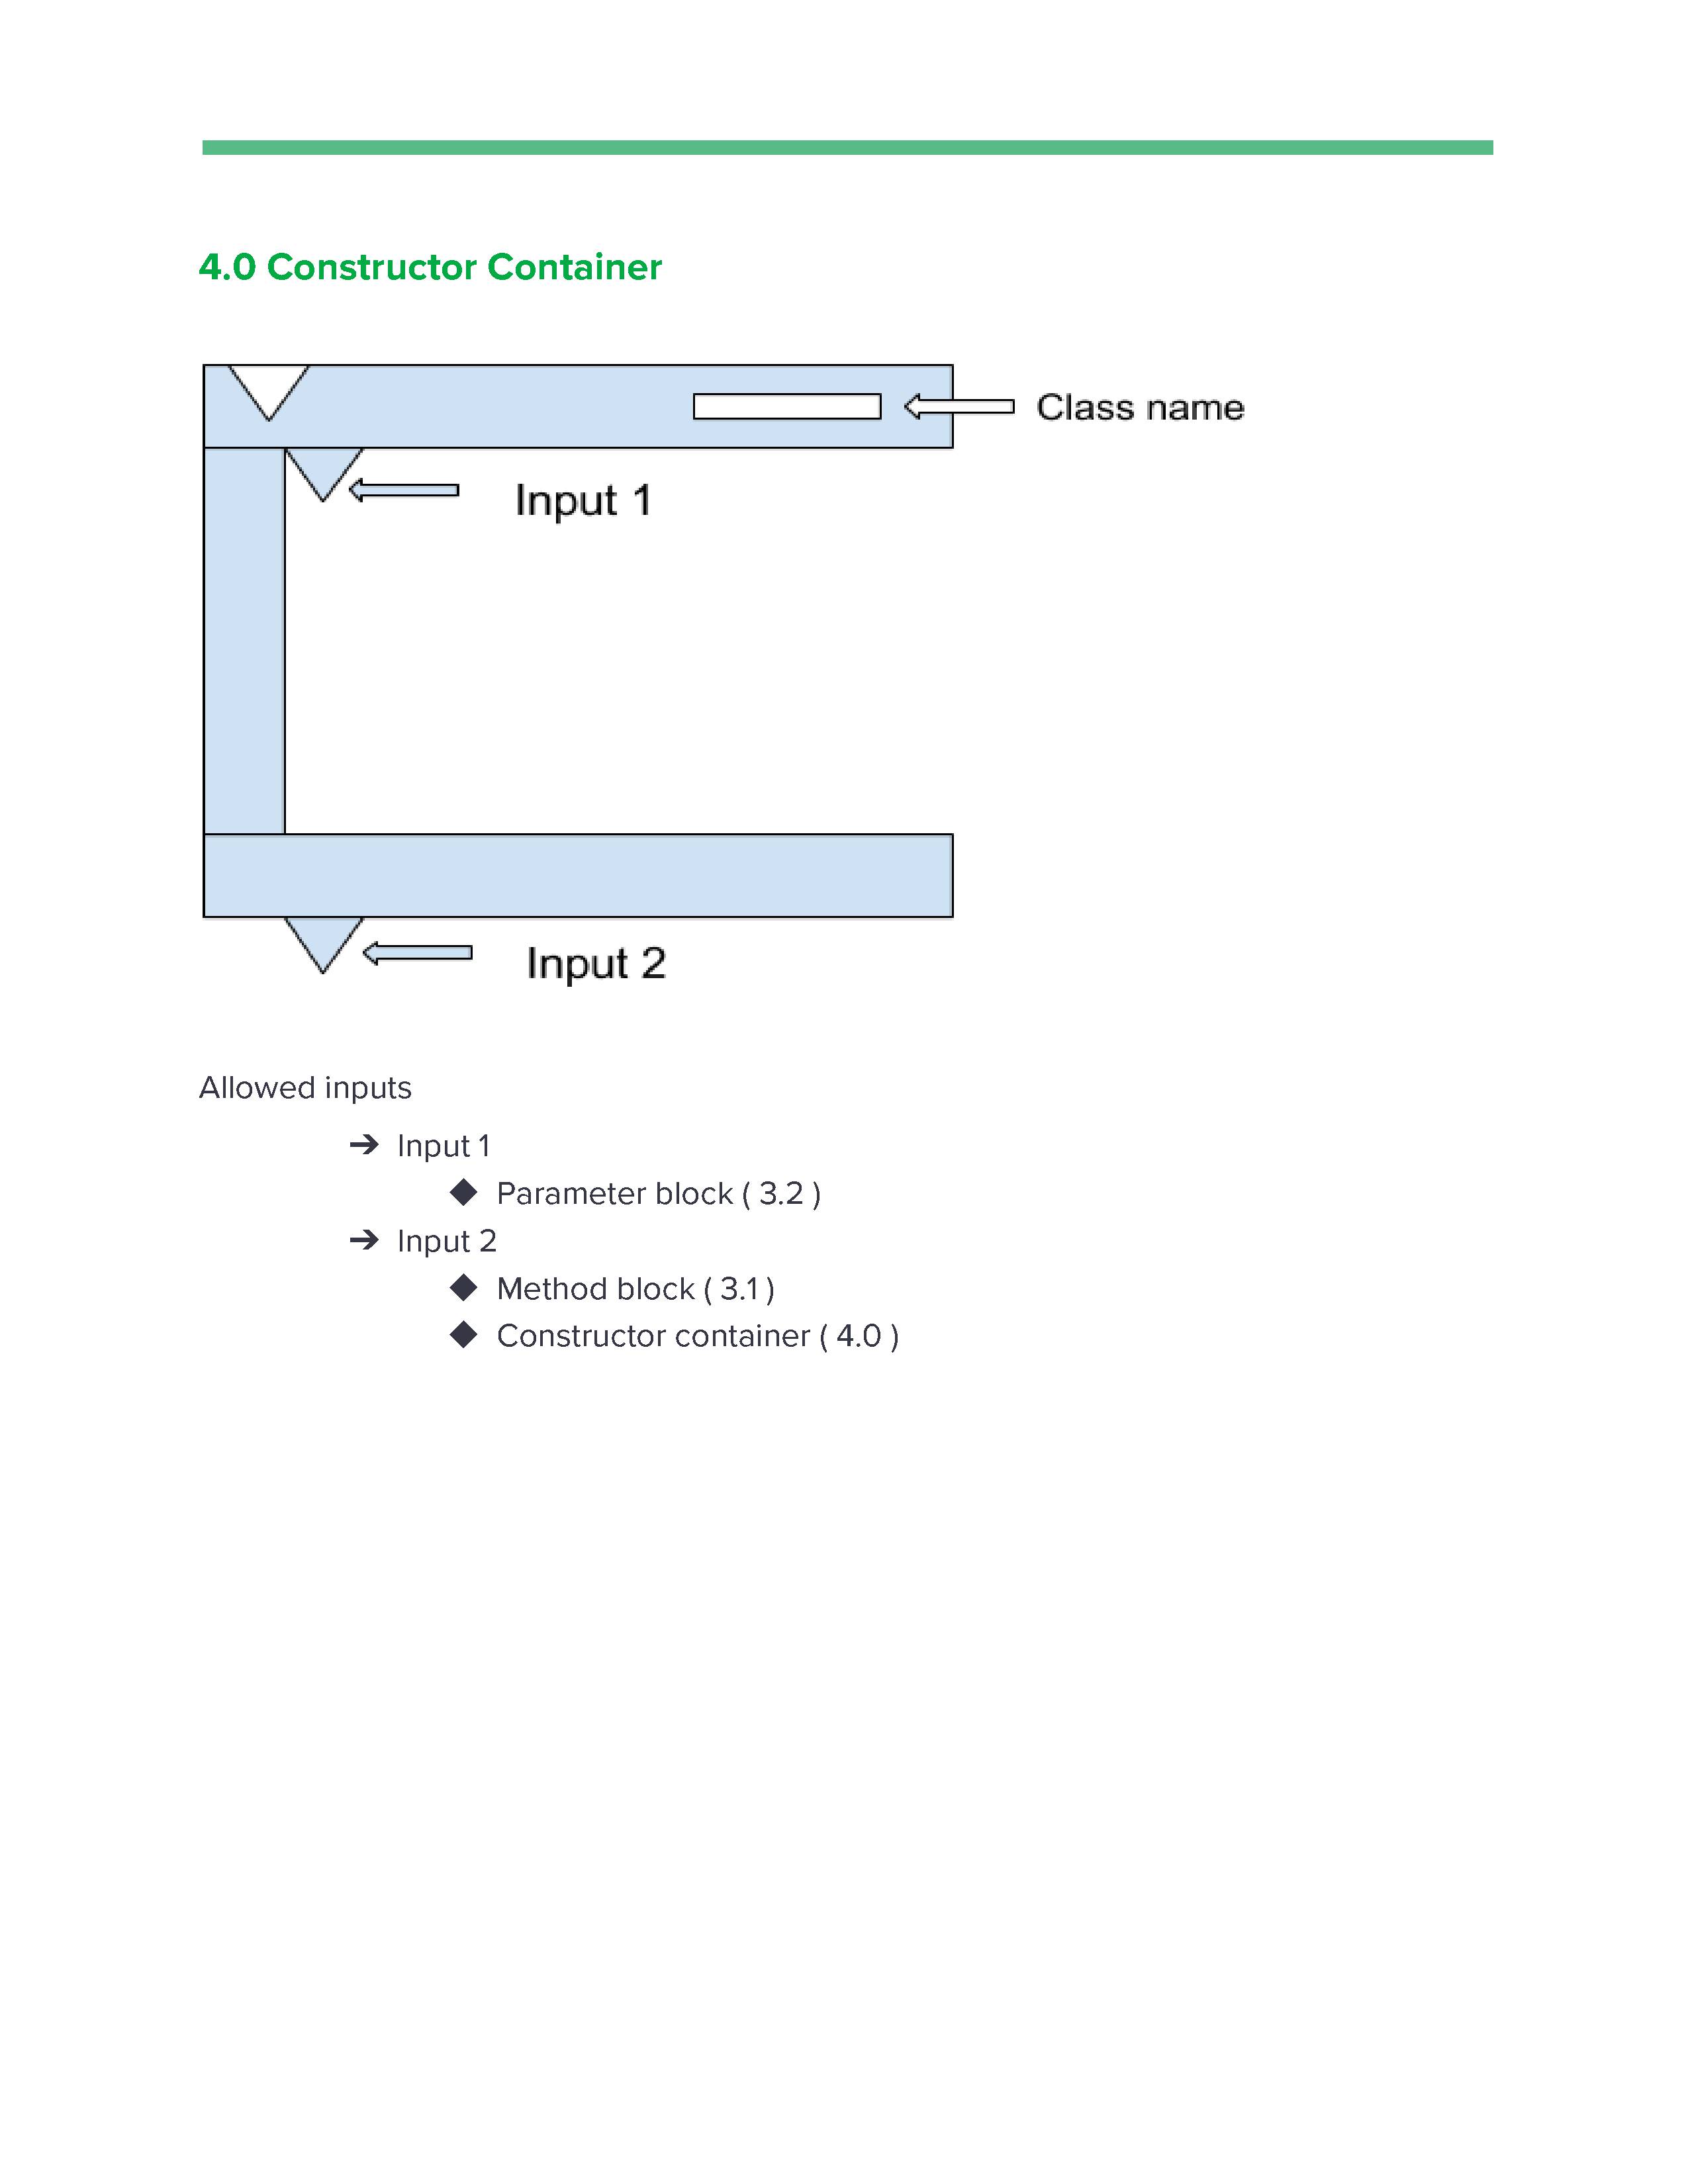 4.0 Constructor Container
Class name
Input 1
Input 2
Allowed inputs
➔ Input 1
◆ Parameter block ( 3.2 )
➔ Input 2
◆ Method block ( 3.1 )
◆ Constructor container ( 4.0 )